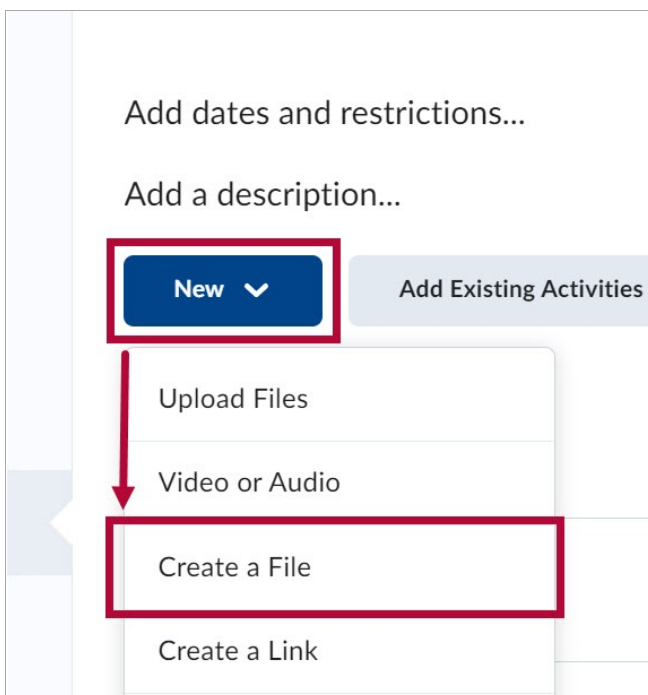 Add dates and restrictions...
Add a description...
New Add Existing Activities
Upload Files
Video or Audio
Create a File
Create a Link